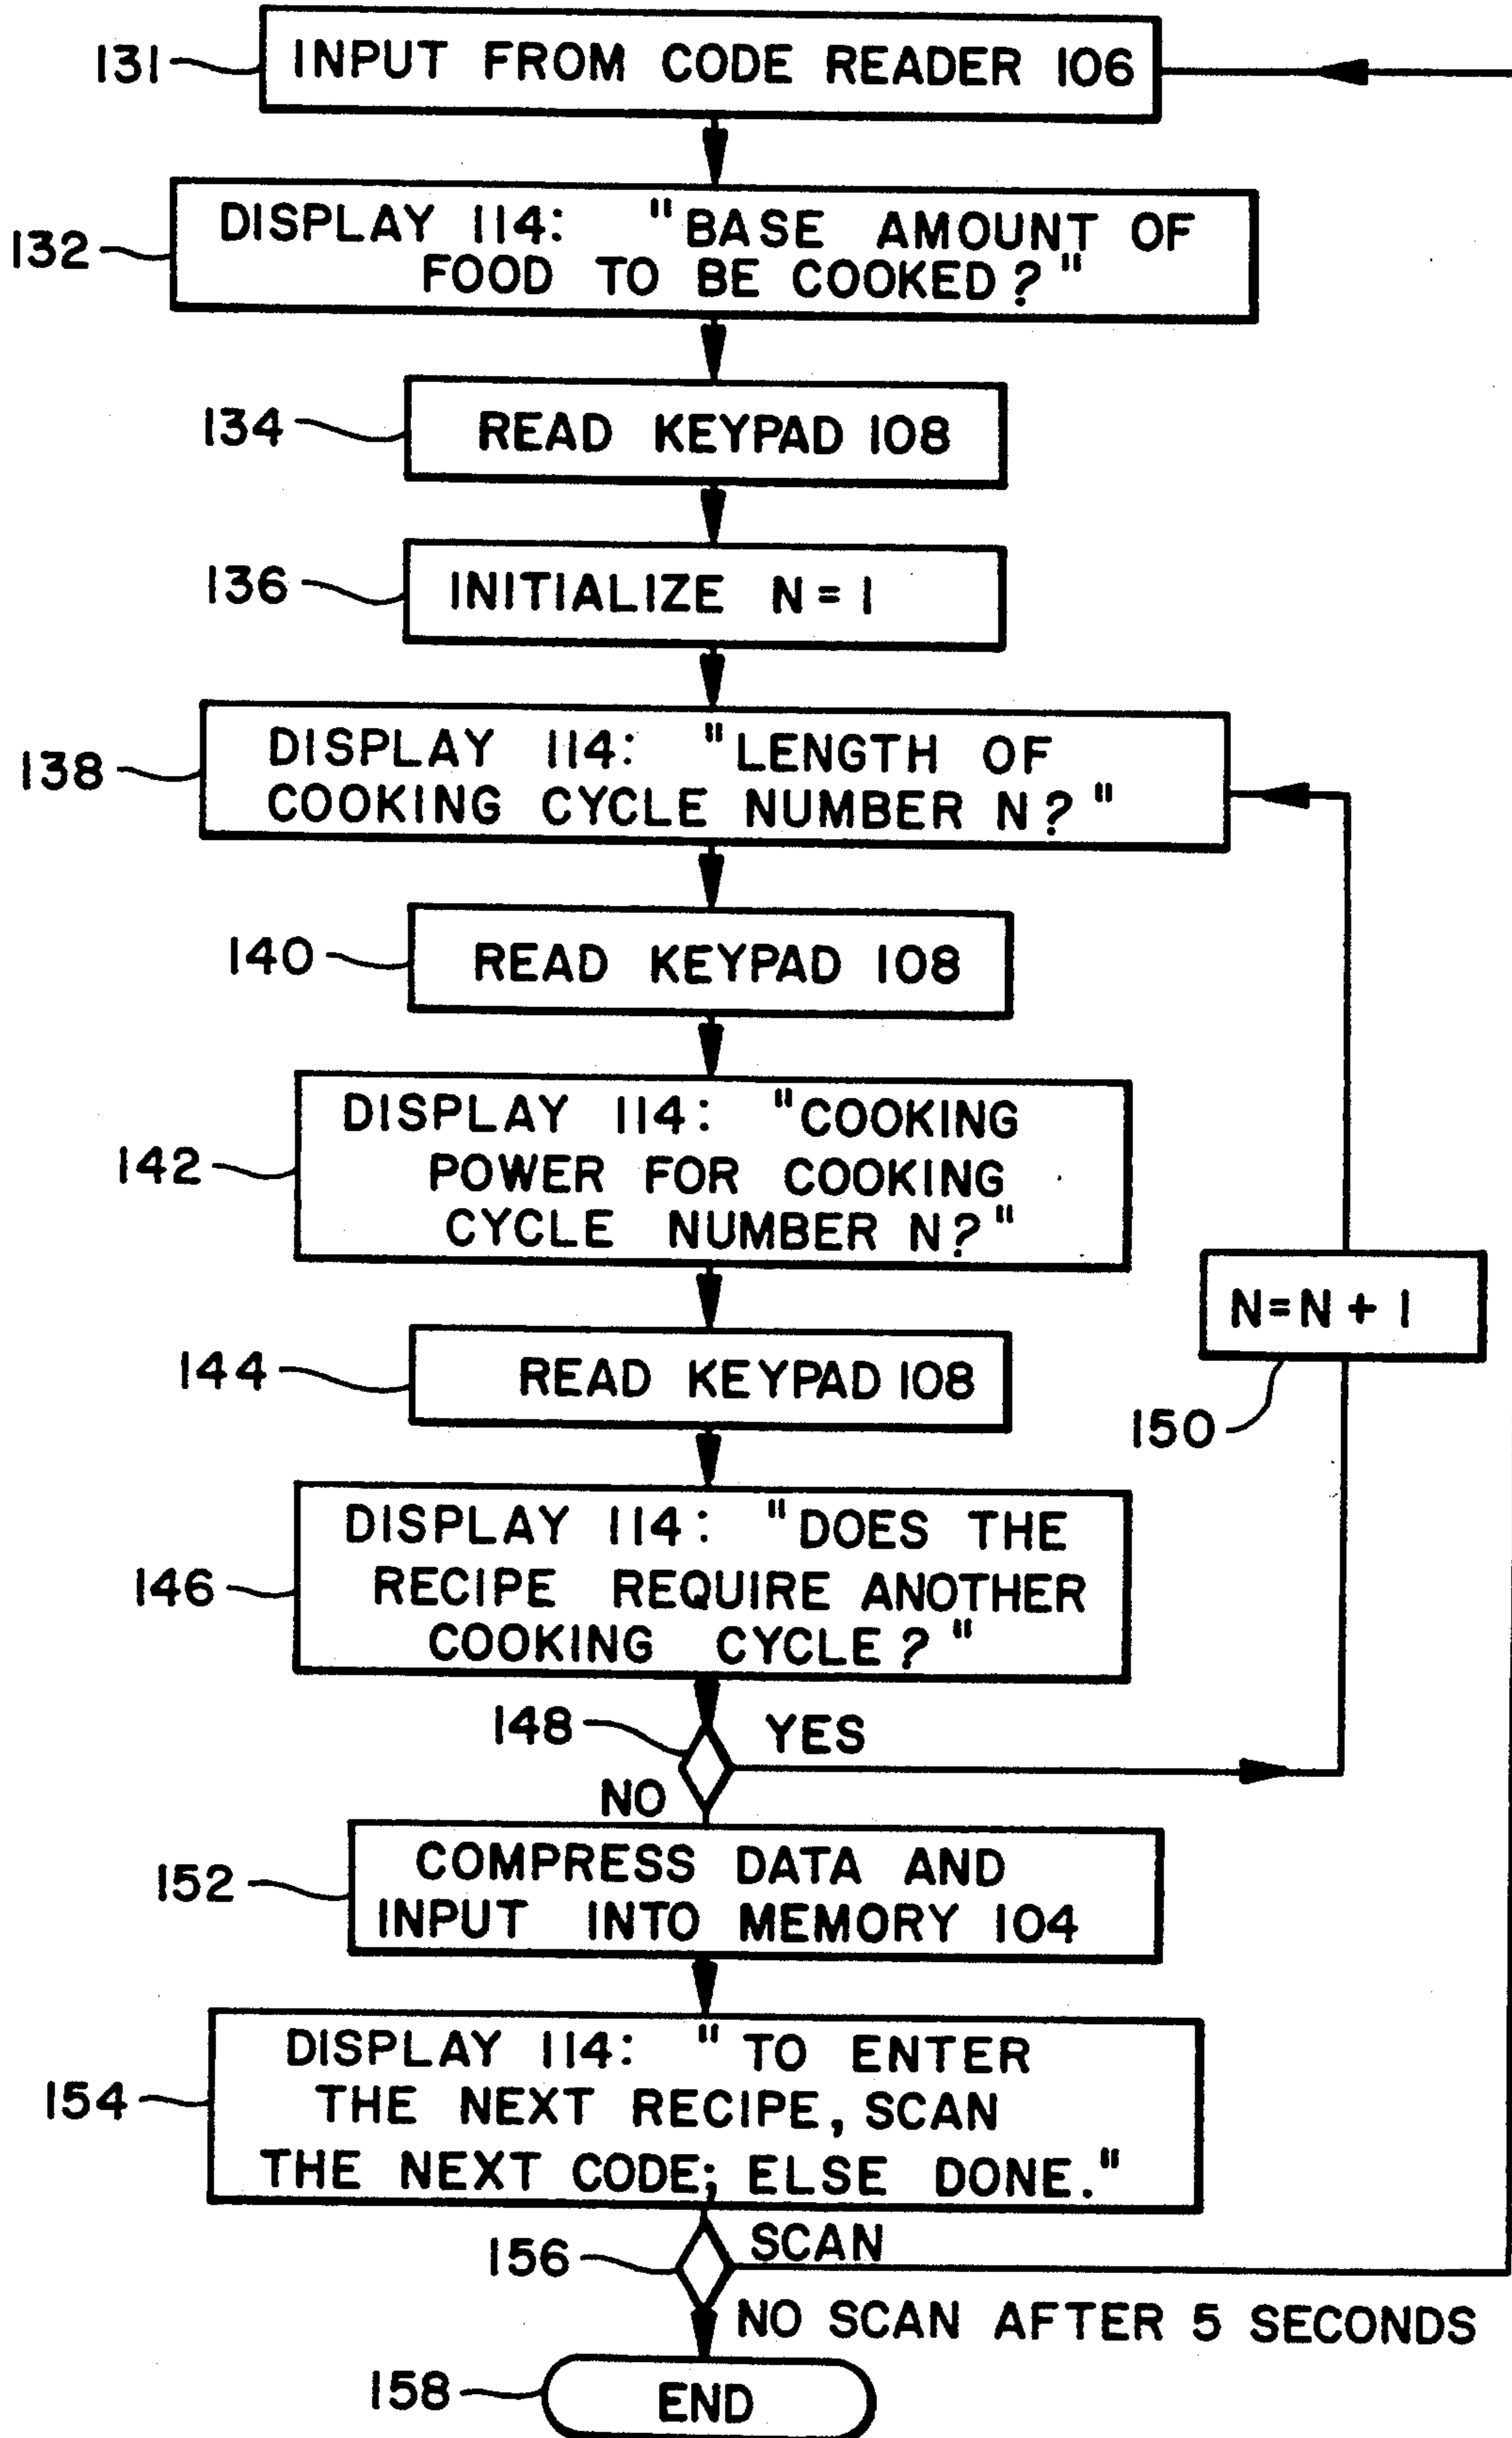 131
INPUT FROM CODE READER 106
132
DISPLAY 114: "BASE AMOUNT OF
FOOD TO BE COOKED?"
134
READ KEYPAD 108
136
INITIALIZE N = 1
138
DISPLAY 114: "LENGTH OF
COOKING CYCLE NUMBER N?"
140
READ KEYPAD 108
142
DISPLAY 114: "COOKING
POWER FOR COOKING
CYCLE NUMBER N?"
N=N + 1
150
144
READ KEYPAD 108
146
DISPLAY 114: "DOES THE
RECIPE REQUIRE ANOTHER
COOKING CYCLE?"
148
YES
NO
152
COMPRESS DATA AND
INPUT INTO MEMORY 104
154
DISPLAY 114: "TO ENTER
THE NEXT RECIPE, SCAN
THE NEXT CODE; ELSE DONE."
156
SCAN
NO SCAN AFTER 5 SECONDS
158
END